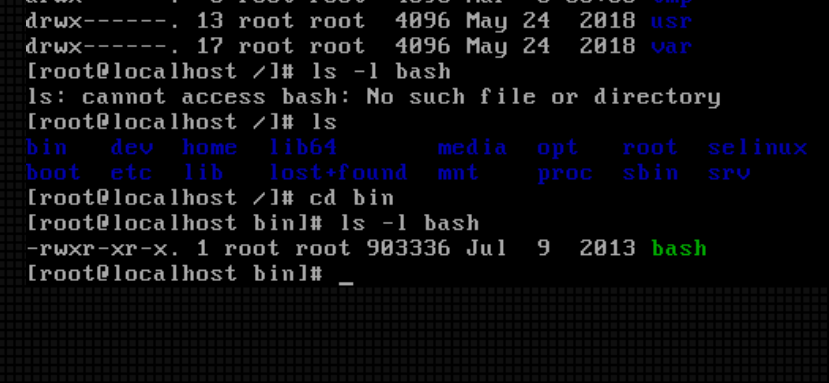 drwx------. 13 root root  4096 May 24  2018 usr
drwx------. 17 root root  4096 May 24  2018 var
[root@localhost /]# ls -l bash
ls: cannot access bash: No such file or directory
[root@localhost /]# ls
bin   dev  home  lib64       media  opt   root  selinux
boot  etc  lib   lost+found  mnt    proc  sbin  srv
[root@localhost /]# cd bin
[root@localhost bin]# ls -l bash
-rwxr-xr-x. 1 root root 903336 Jul  9  2013 bash
[root@localhost bin]# _